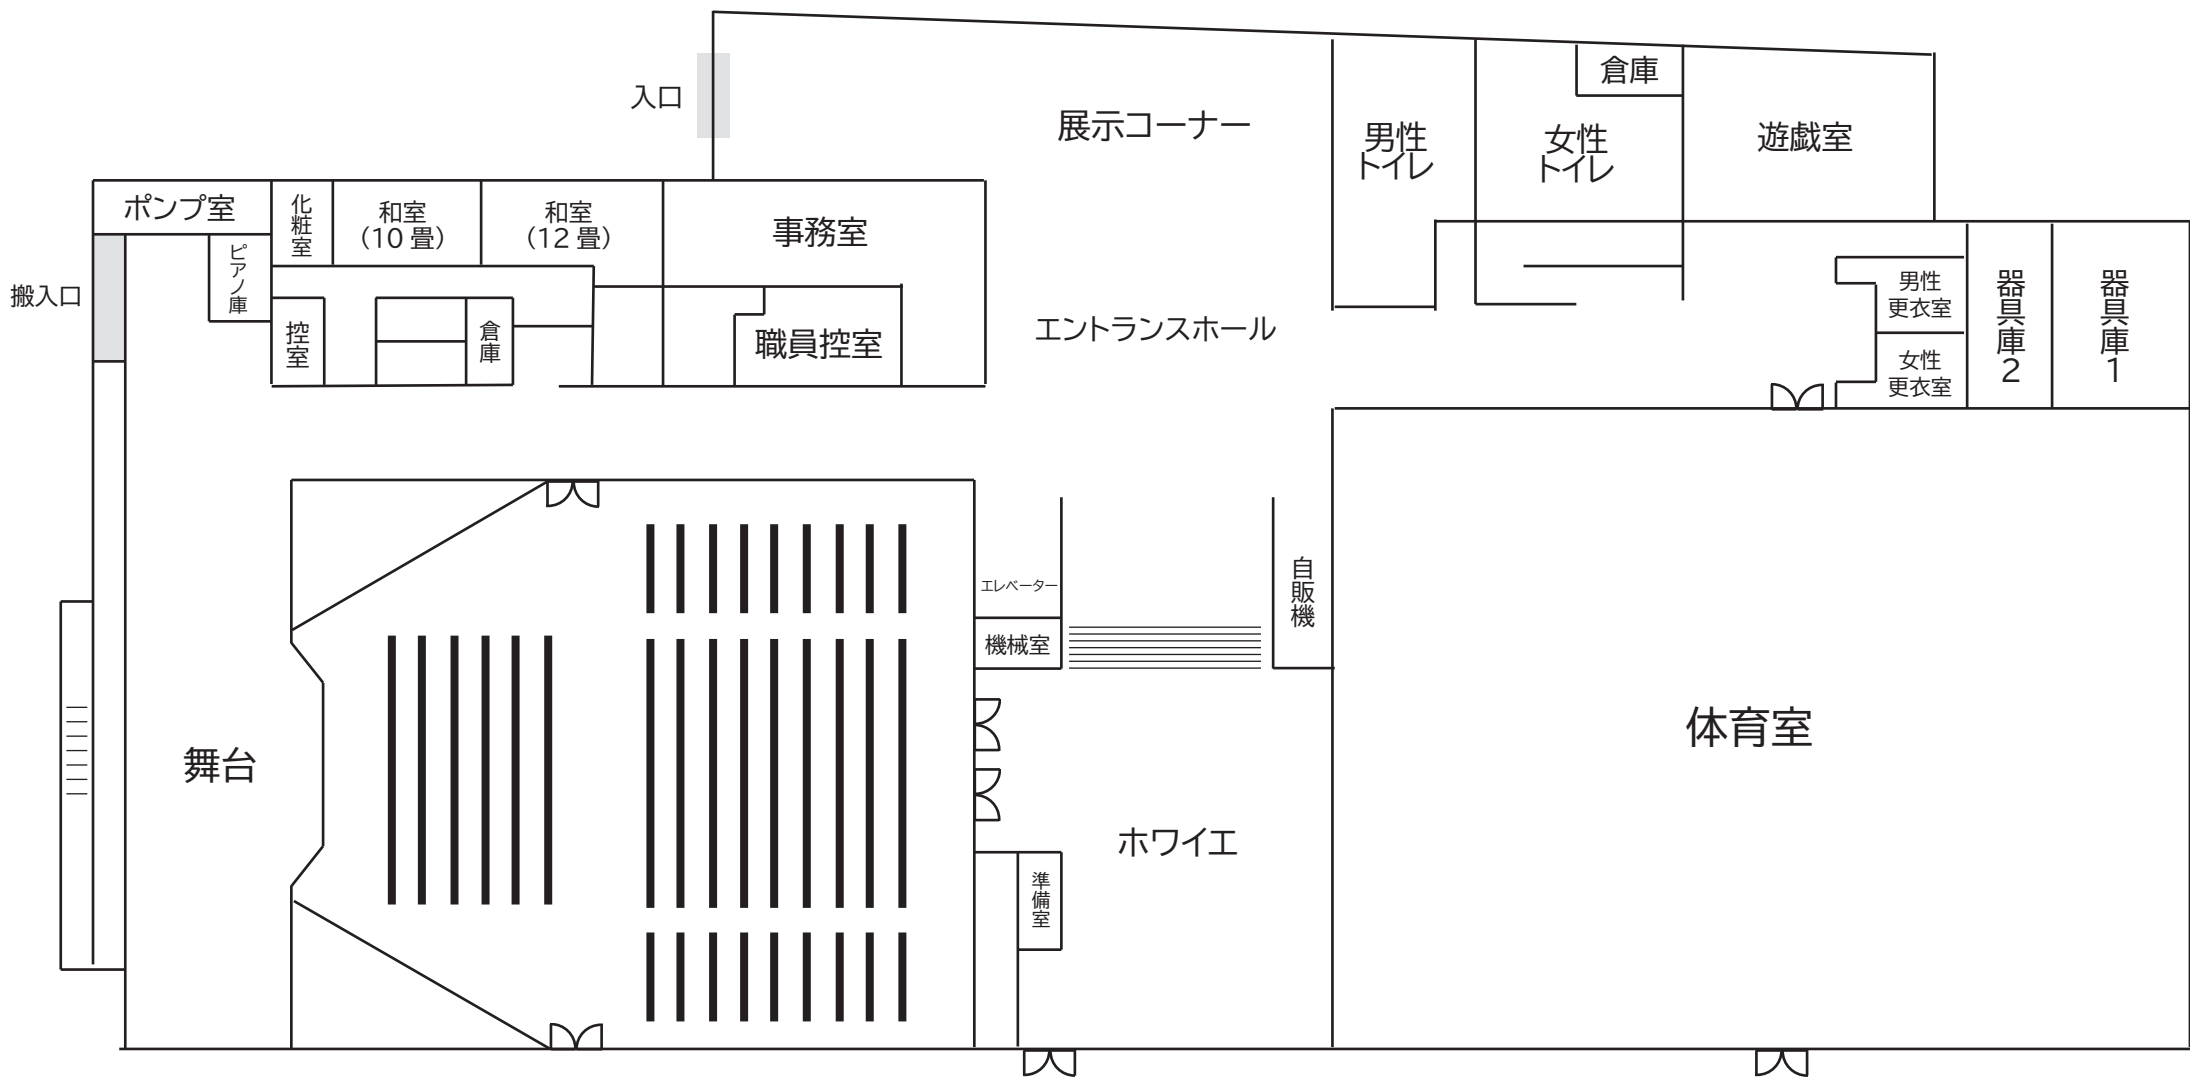 入口
展示コーナー
男性
トイレ
女性
トイレ
倉庫
遊戯室
ポンプ室
化粧室
和室
（10 畳）
和室
（12 畳）
事務室
搬入口
ピアノ庫
控室
倉庫
職員控室
エントランスホール
男性
更衣室
女性
更衣室
器具庫2
器具庫1
エレベーター
機械室
自販機
舞台
ホワイエ
準備室
体育室